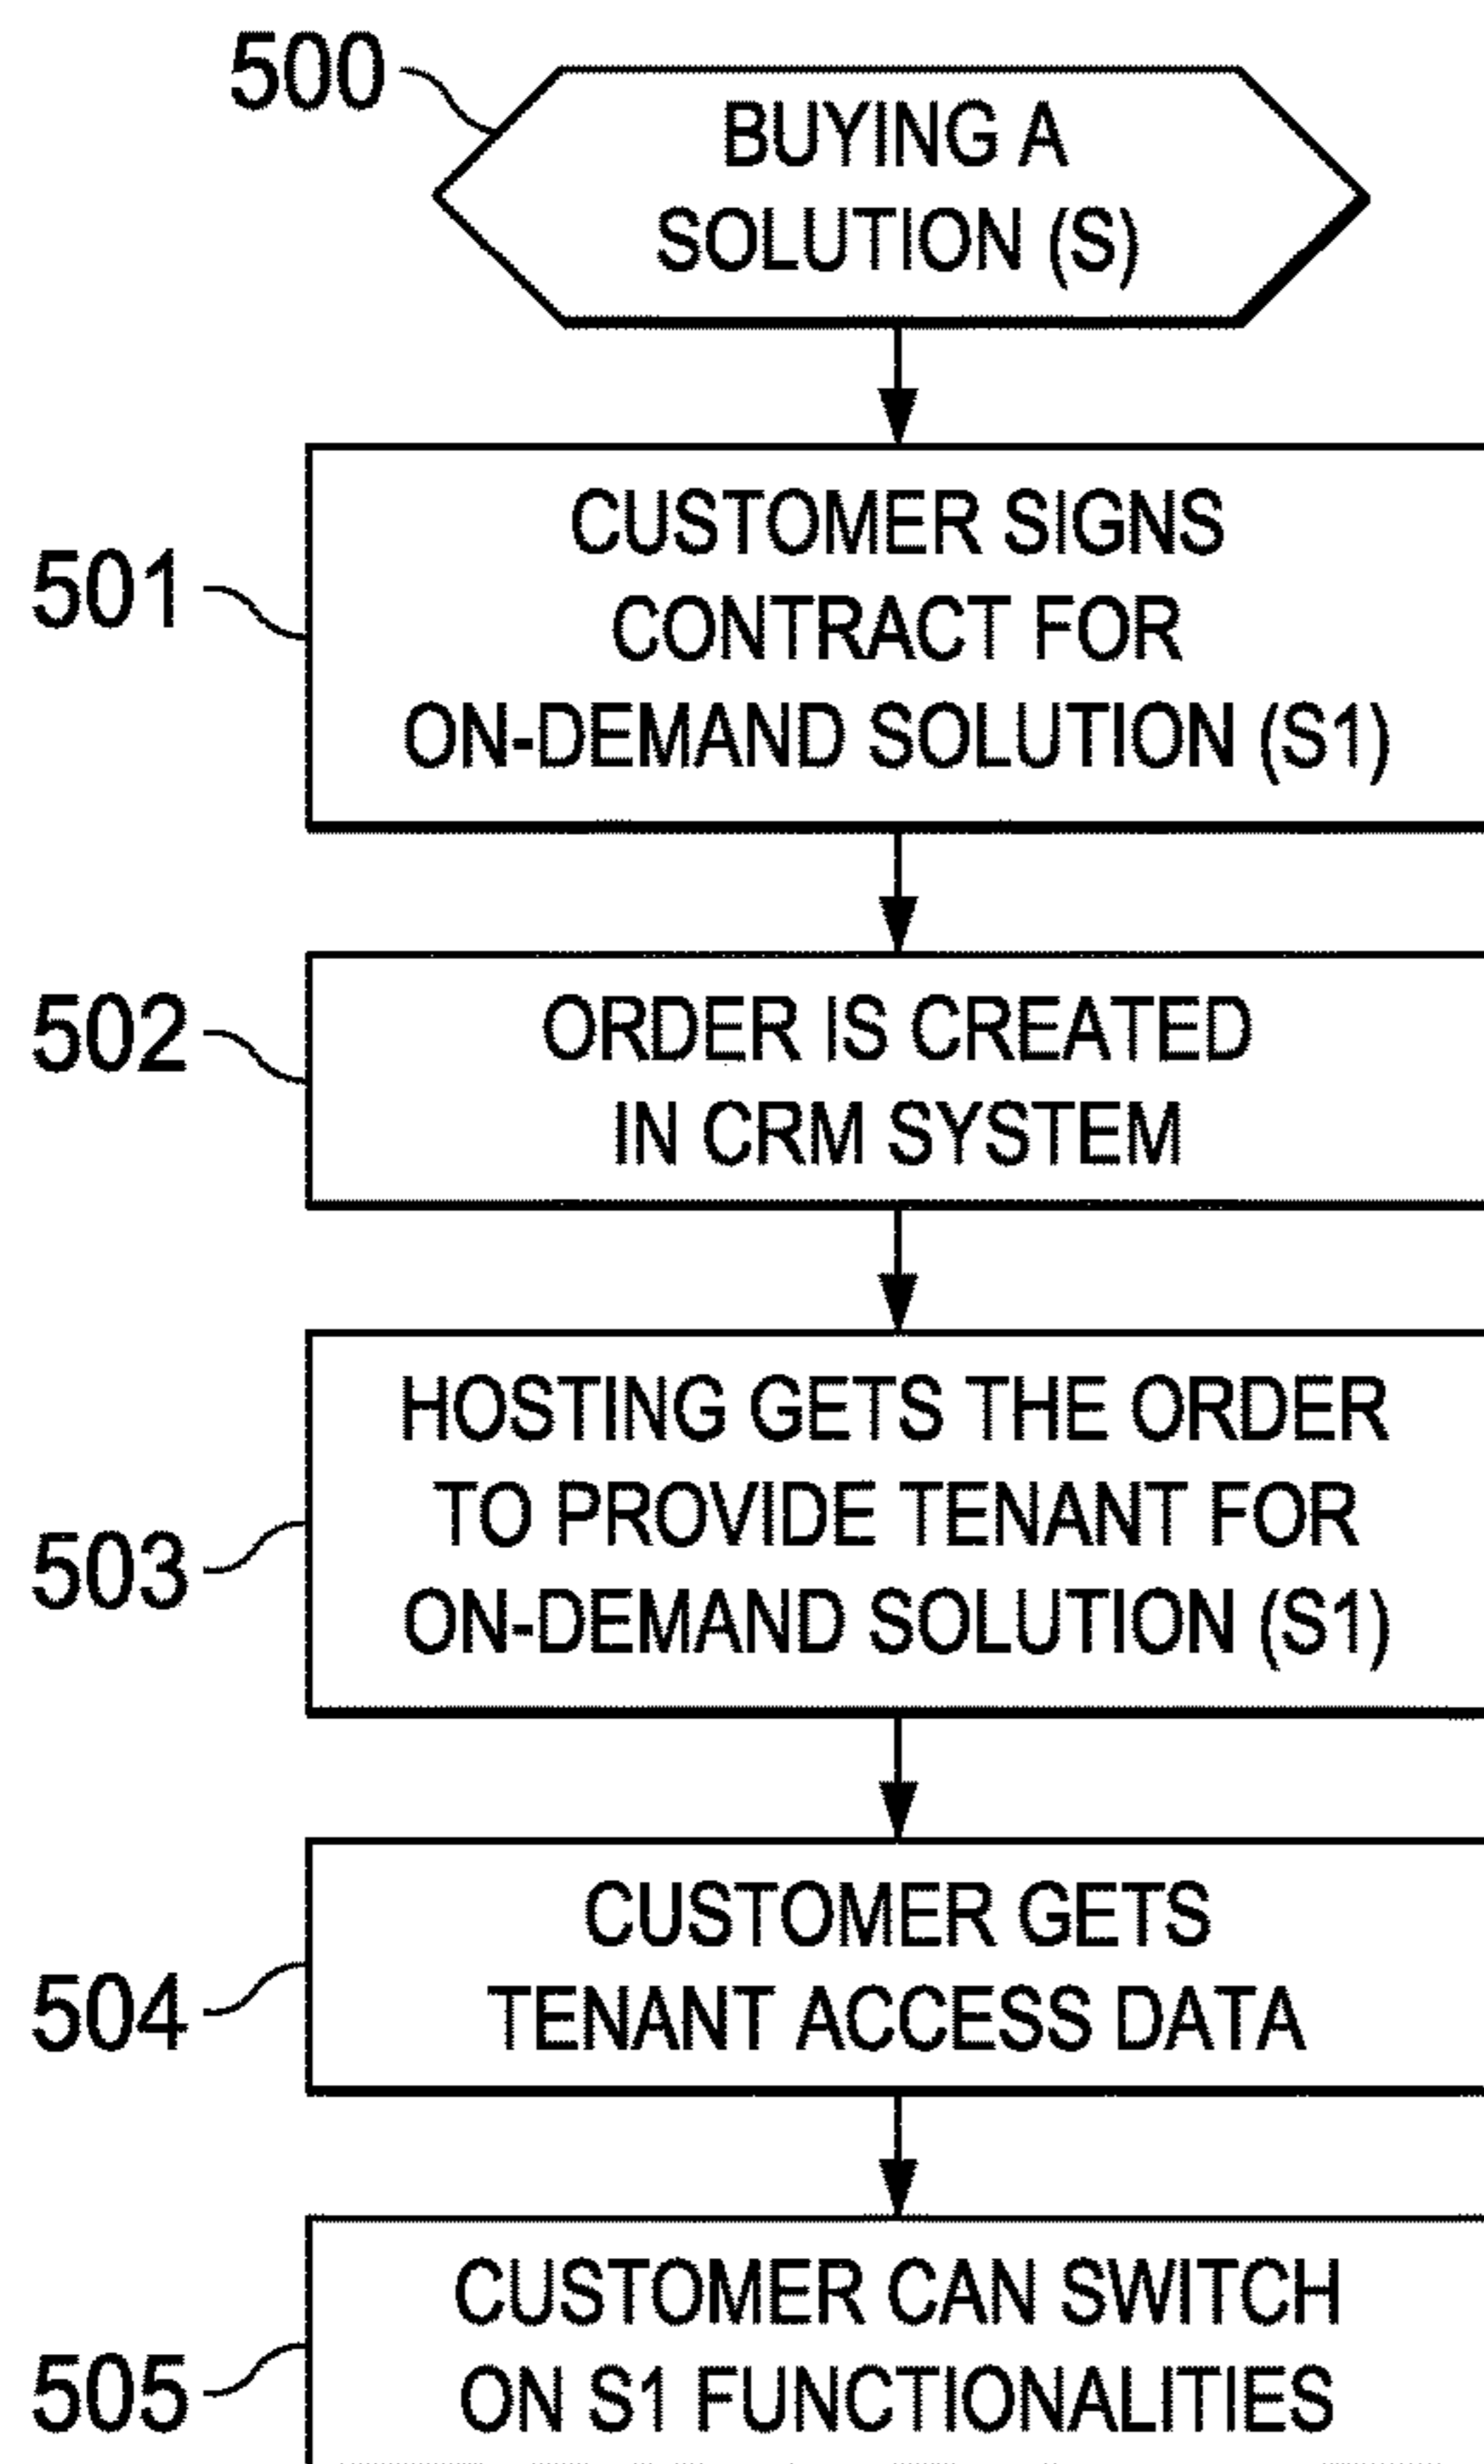 500
BUYING A
SOLUTION (S)
501
CUSTOMER SIGNS
CONTRACT FOR
ON-DEMAND SOLUTION (S1)
502
ORDER IS CREATED
IN CRM SYSTEM
503
HOSTING GETS THE ORDER
TO PROVIDE TENANT FOR
ON-DEMAND SOLUTION (S1)
504
CUSTOMER GETS
TENANT ACCESS DATA
505
CUSTOMER CAN SWITCH
ON S1 FUNCTIONALITIES